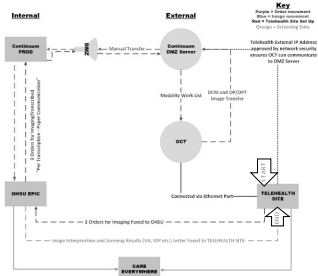 Internal
External
Key
Purple = Order movement
Blue = Image movement
Red = Telehealth Site Set Up
Orange = Screening Data
Continuum
PROD
DMZ
Manual Transfer
Continuum
DMZ Server
Telehealth External IP Address
approved by network security
ensures OCT can communicate
to DMZ Server
3 Orders for Imaging Transcribed
"Pre Transcription - Paper Communication"
Modality Work List
DCM and OP/OPT
Image Transfer
OCT
START
Connected via Ethernet Port
OHSU EPIC
TELEHEALTH
SITE
END
3 Orders for Imaging Faxed to OHSU
Image Interpretation and Screening Results (VA, IOP etc.) Letter Faxed to TELEHEALTH SITE
CARE
EVERYWHERE